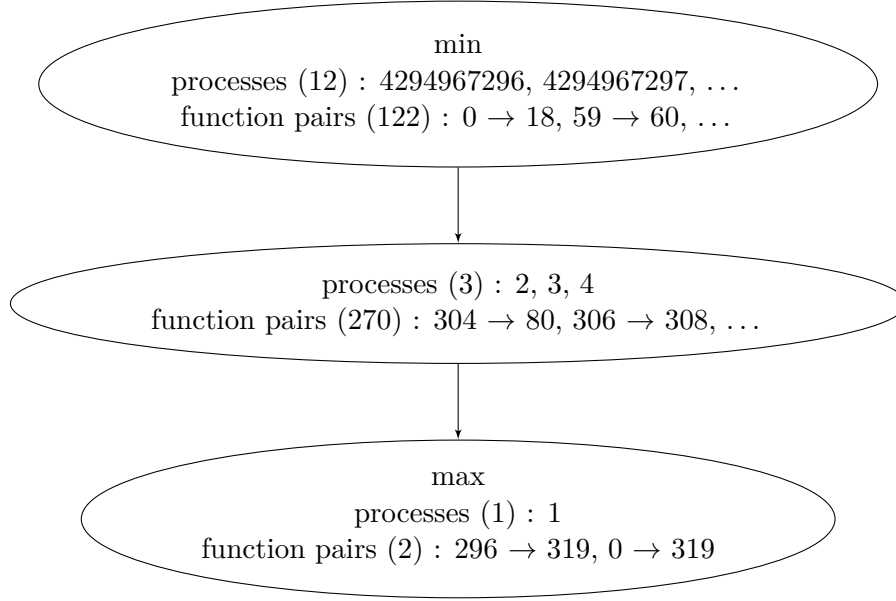 min
processes (12) : 4294967296, 4294967297, …
function pairs (122) : 0 → 18, 59 → 60, …
processes (3) : 2, 3, 4
function pairs (270) : 304 → 80, 306 → 308, …
max
processes (1) : 1
function pairs (2) : 296 → 319, 0 → 319